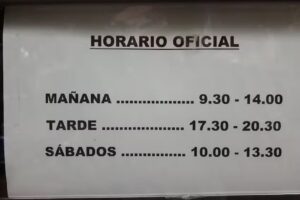 HORARIO OFICIAL
MAÑANA ................... 9.30 - 14.00
TARDE .................... 17.30 - 20.30
SÁBADOS ................ 10.00 - 13.30